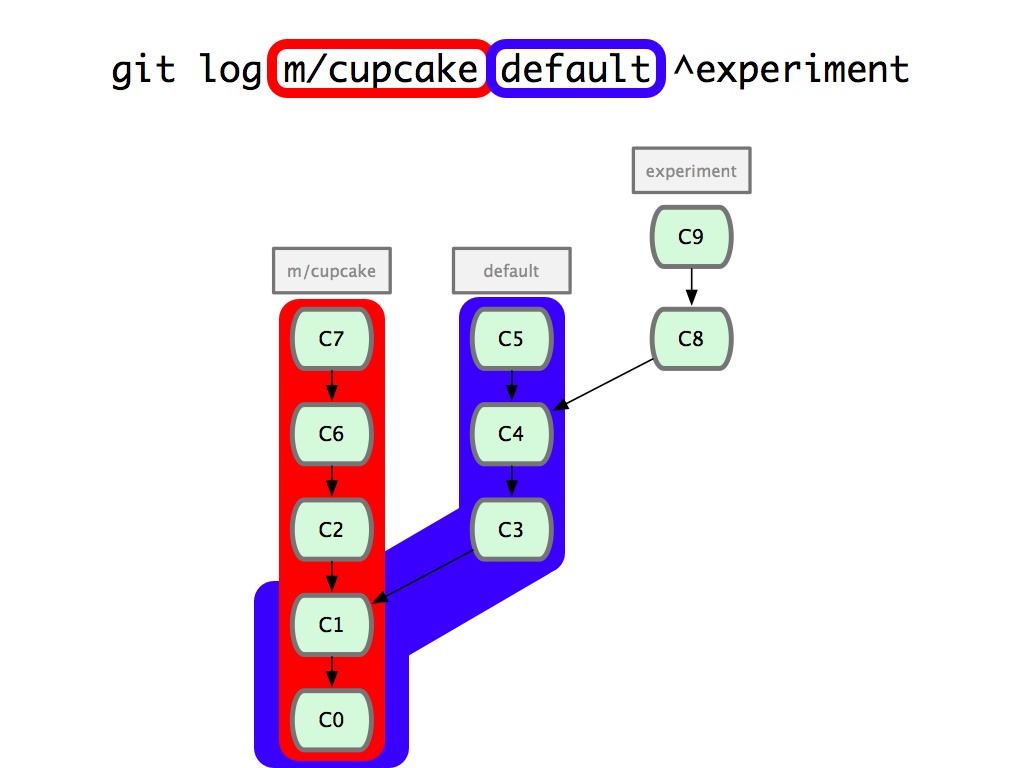 git log m/cupcake default ^experiment
experiment
C9
m/cupcake default
C7 C5 C8
C6 C4
C2 C3
C1
C0